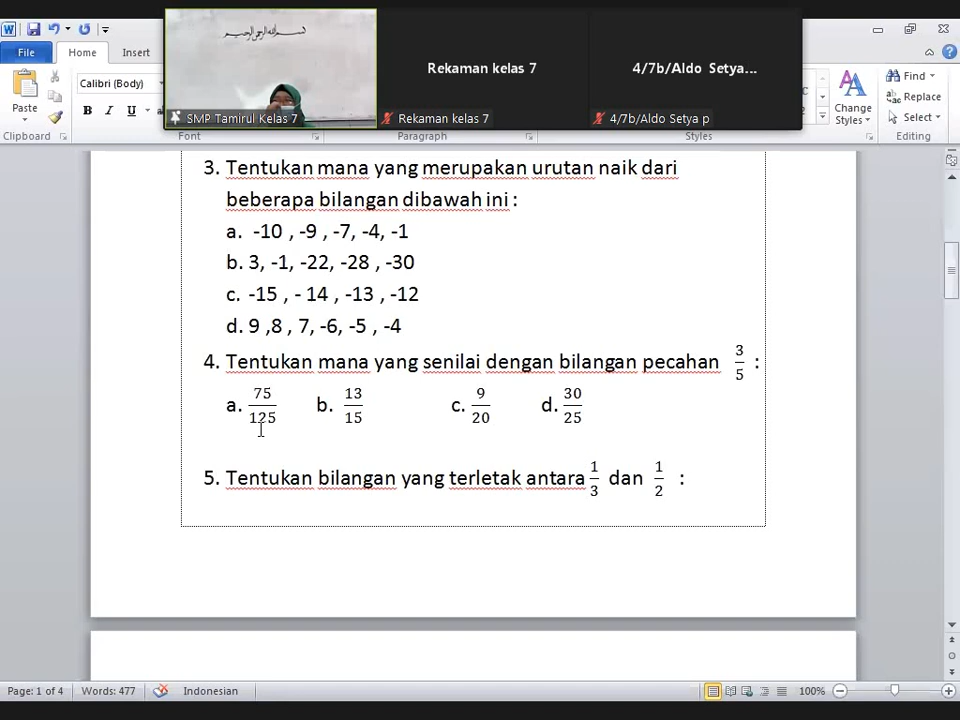 File
Home
Insert
Paste
Clipboard
Calibri (Body)
B I U
Font
Paragraph
Styles
Change
Styles
Find
Replace
Select
Editing
بسم الله الرحمن الرحيم
SMP Tamirul Kelas 7
Rekaman kelas 7
Rekaman kelas 7
4/7b/Aldo Setya...
4/7b/Aldo Setya p
3. Tentukan mana yang merupakan urutan naik dari
beberapa bilangan dibawah ini :
a. -10 , -9 , -7, -4, -1
b. 3, -1, -22, -28 , -30
c. -15 , - 14 , -13 , -12
d. 9 ,8 , 7, -6, -5 , -4
4. Tentukan mana yang senilai dengan bilangan pecahan 3/5 :
a. 75/125 b. 13/15 c. 9/20 d. 30/25
5. Tentukan bilangan yang terletak antara 1/3 dan 1/2 :
Page: 1 of 4 Words: 477 Indonesian 100%